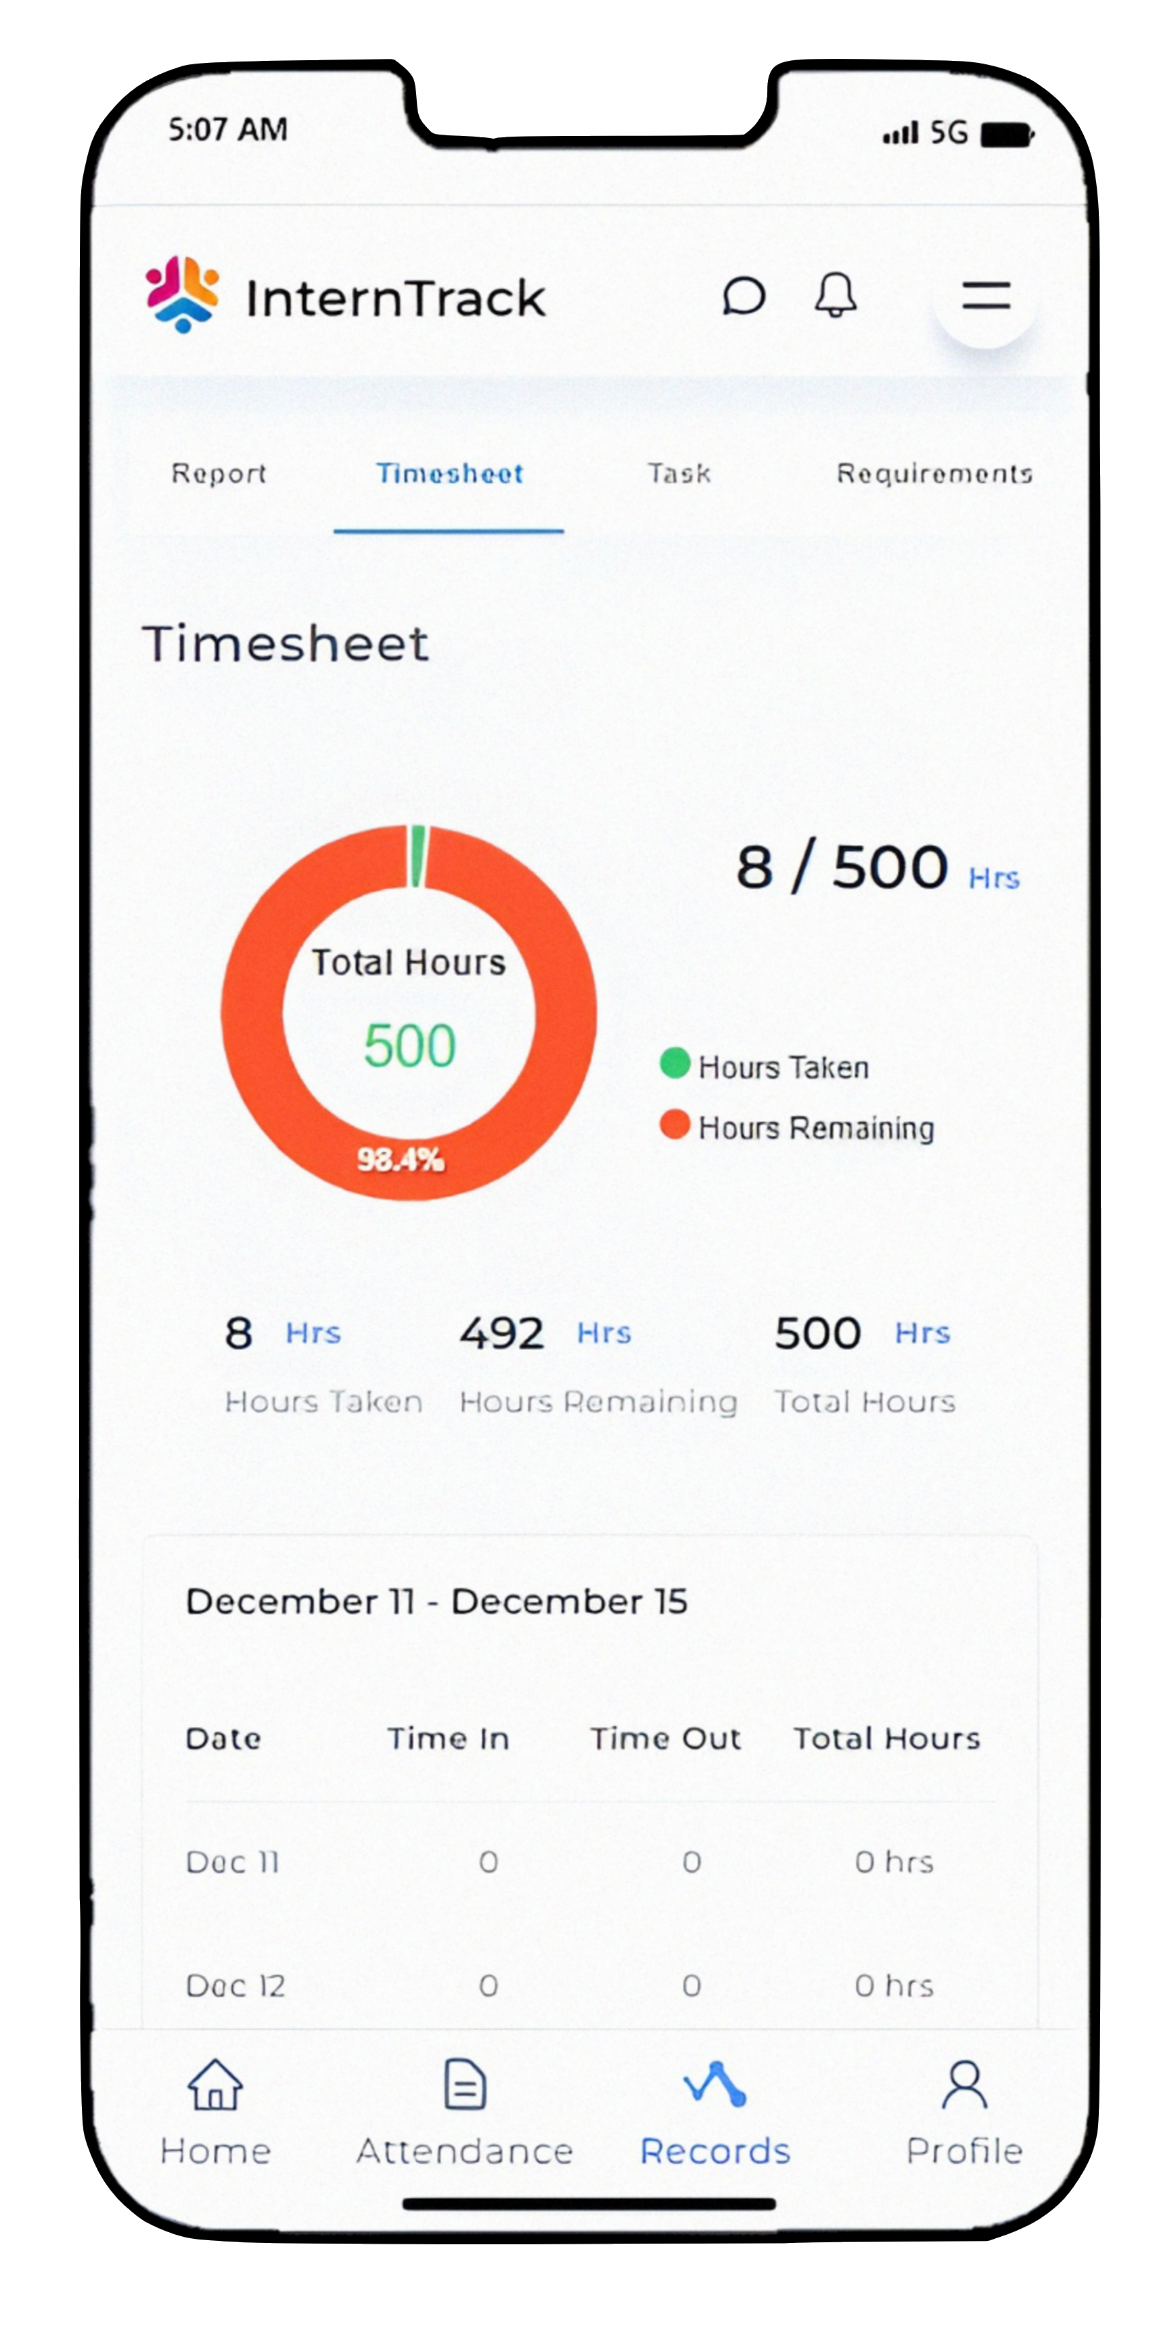 5:07 AM 5G
InternTrack
Report Timesheet Task Requirements
Timesheet
8 / 500 Hrs
Total Hours
500
98.4%
Hours Taken
Hours Remaining
8 Hrs 492 Hrs 500 Hrs
Hours Taken Hours Remaining Total Hours
December 11 - December 15
Date Time In Time Out Total Hours
Dec 11 0 0 0 hrs
Dec 12 0 0 0 hrs
Home Attendance Records Profile